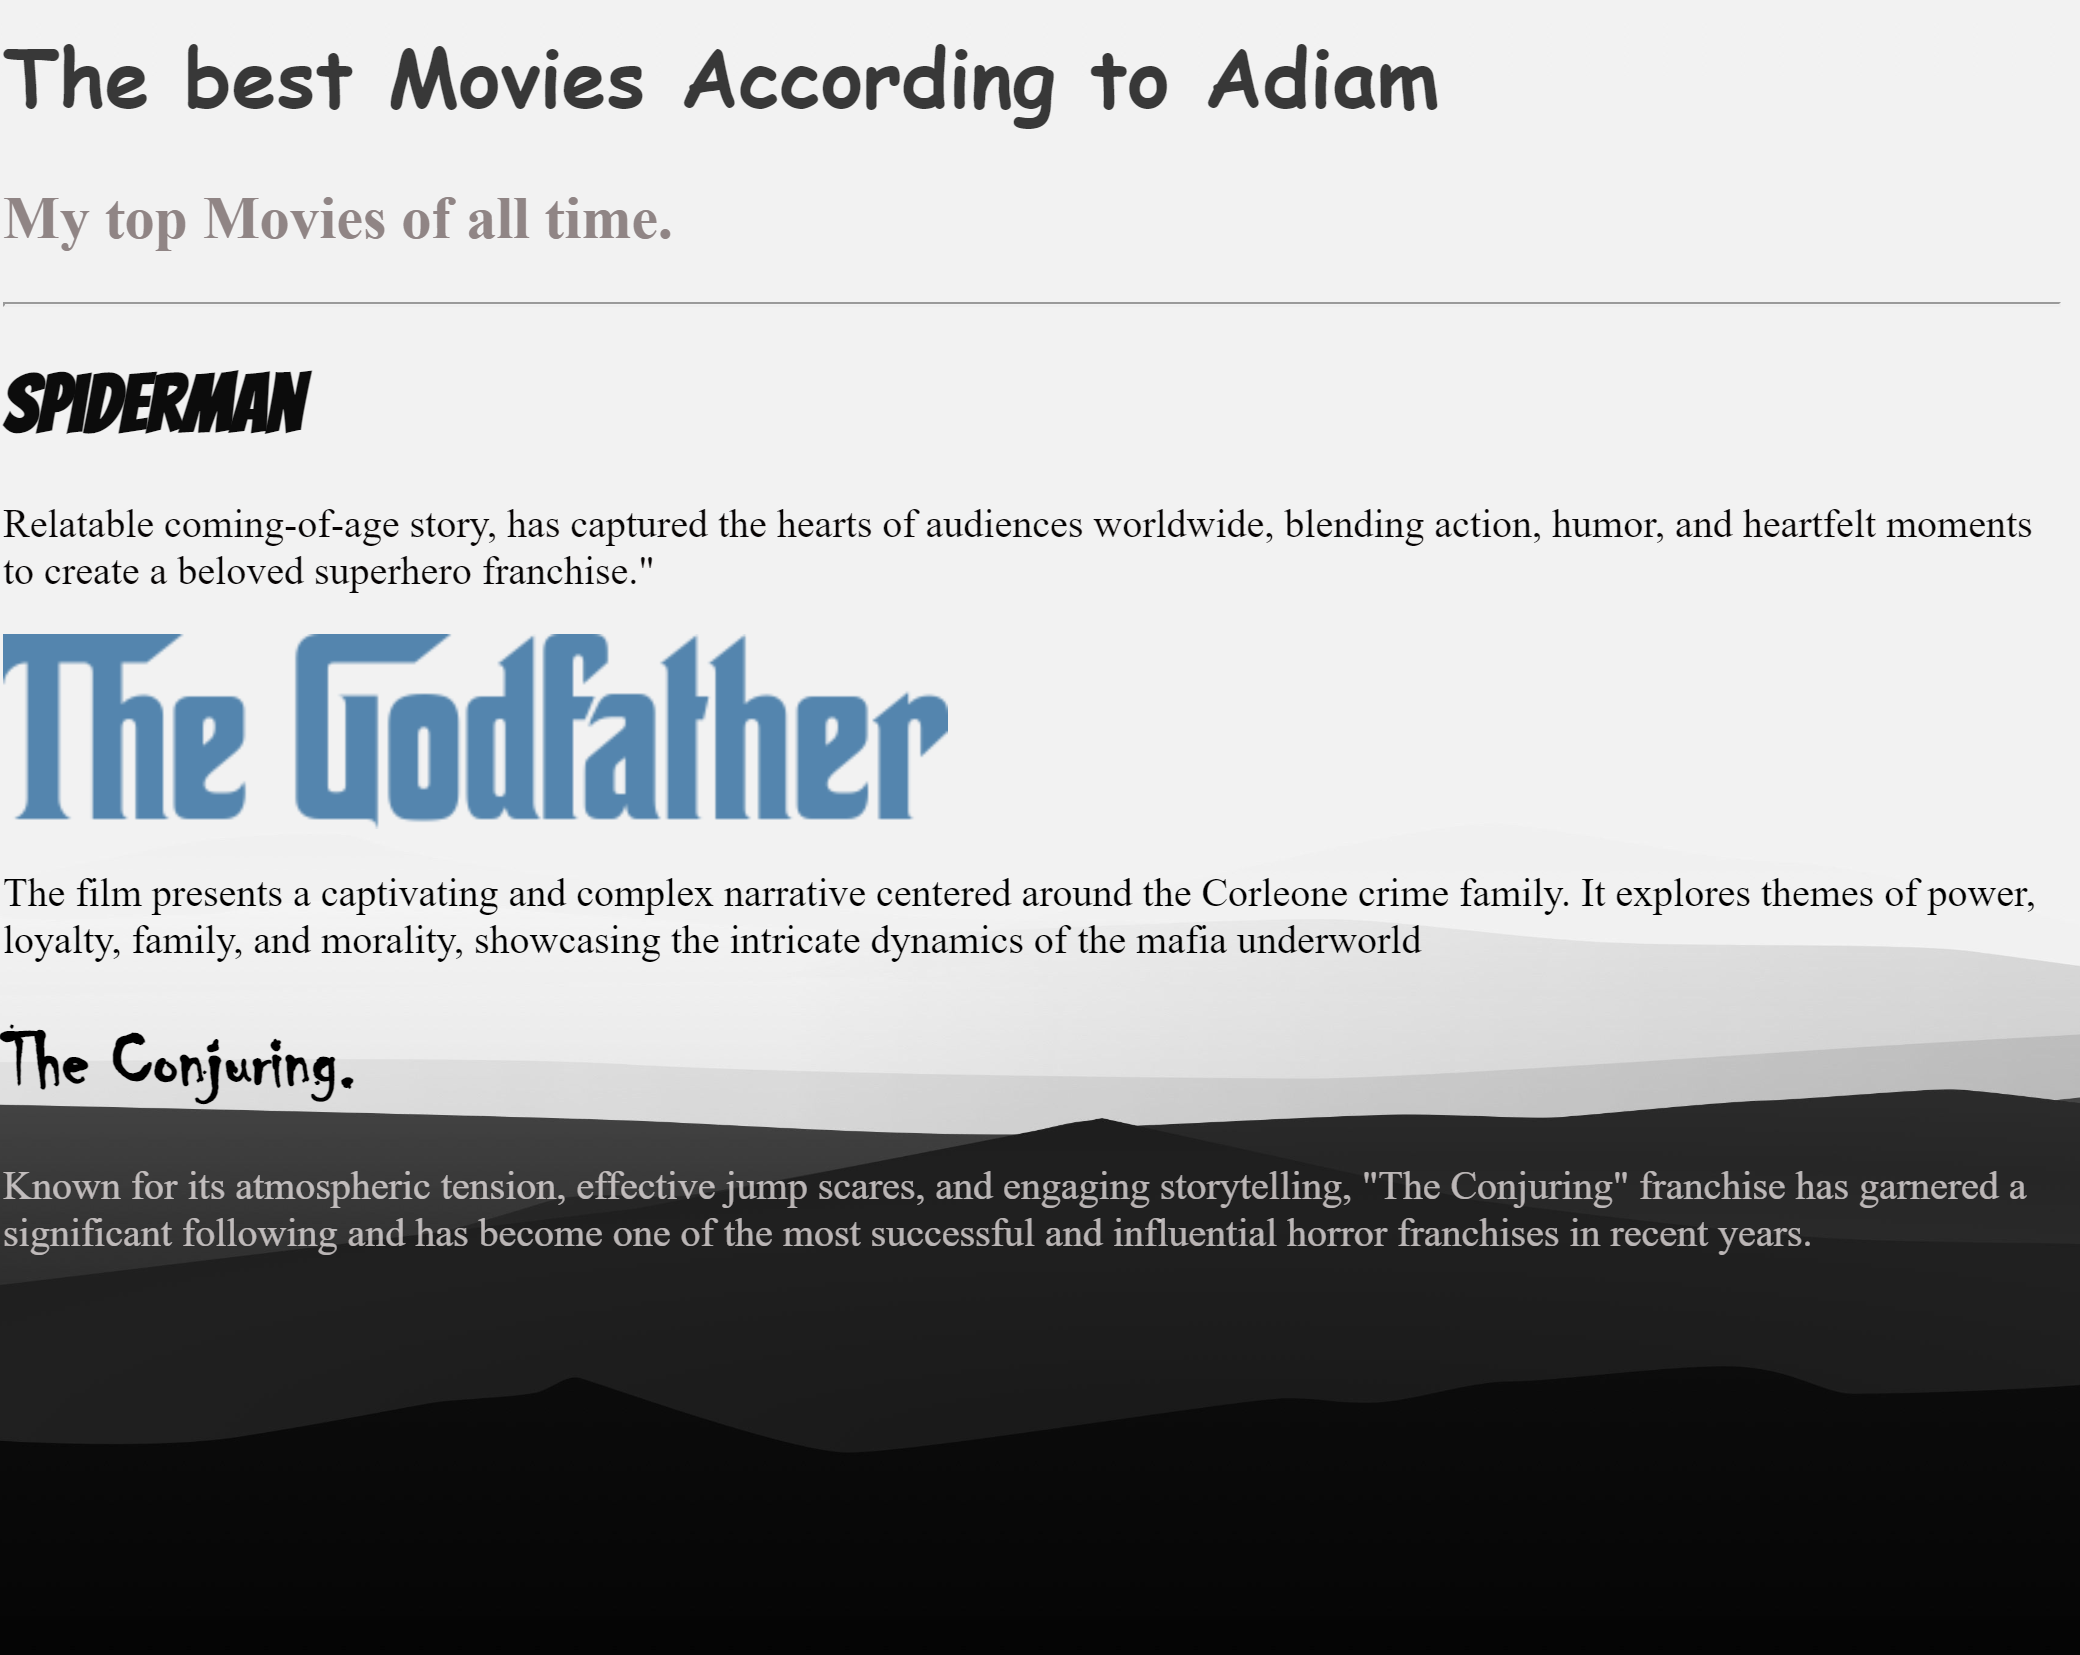 The best Movies According to Adiam
My top Movies of all time.
SPIDERMAN
Relatable coming-of-age story, has captured the hearts of audiences worldwide, blending action, humor, and heartfelt moments
to create a beloved superhero franchise."
The Godfather
The film presents a captivating and complex narrative centered around the Corleone crime family. It explores themes of power,
loyalty, family, and morality, showcasing the intricate dynamics of the mafia underworld
The Conjuring.
Known for its atmospheric tension, effective jump scares, and engaging storytelling, "The Conjuring" franchise has garnered a
significant following and has become one of the most successful and influential horror franchises in recent years.